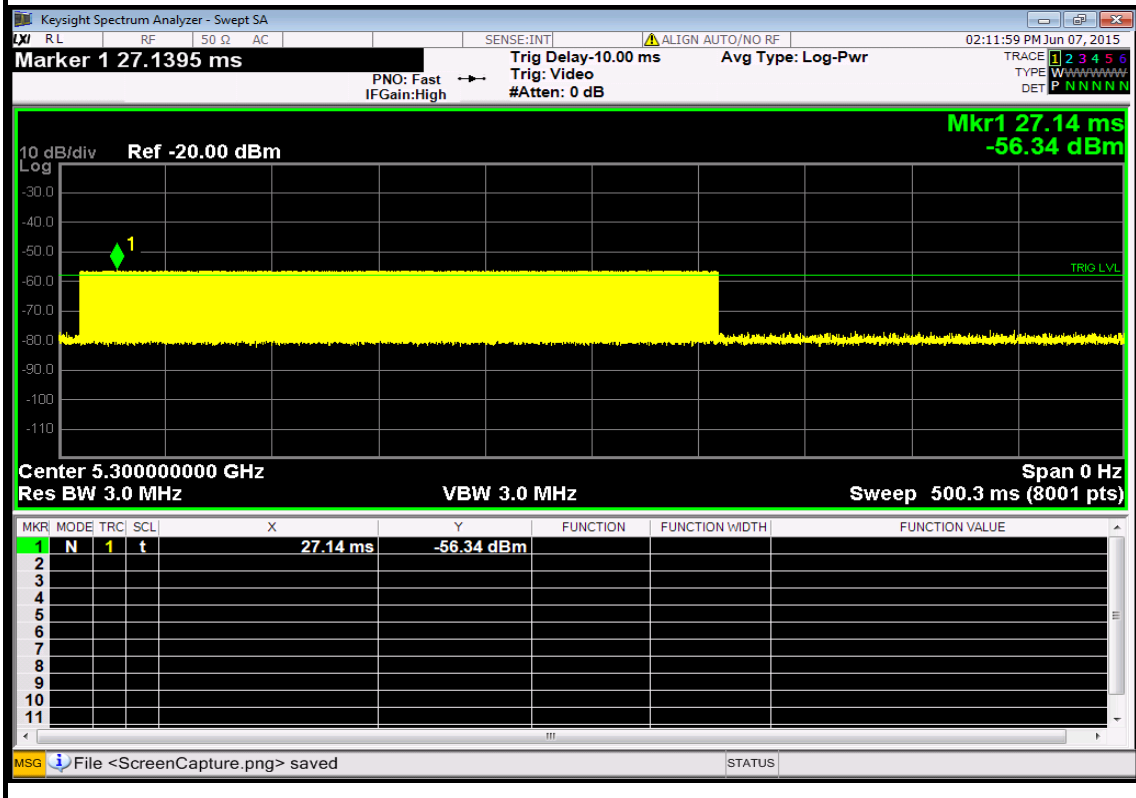 Keysight Spectrum Analyzer - Swept SA
LXI RL RF 50 Ω AC SENSE:INT ALIGN AUTO/NO RF 02:11:59 PM Jun 07, 2015
Marker 1 27.1395 ms
PNO: Fast
IFGain:High
Trig Delay-10.00 ms
Trig: Video
#Atten: 0 dB
Avg Type: Log-Pwr
TRACE 1 2 3 4 5 6
TYPE WWWWWW
DET P N N N N N
Mkr1 27.14 ms
-56.34 dBm
10 dB/div Ref -20.00 dBm
Log
-30.0
-40.0
-50.0
1
TRIG LVL
-60.0
-70.0
-80.0
-90.0
-100
-110
Center 5.300000000 GHz Span 0 Hz
Res BW 3.0 MHz VBW 3.0 MHz Sweep 500.3 ms (8001 pts)
MKR MODE TRC SCL X Y FUNCTION FUNCTION WIDTH FUNCTION VALUE
1 N 1 t 27.14 ms -56.34 dBm
2
3
4
5
6
7
8
9
10
11
MSG File <ScreenCapture.png> saved STATUS